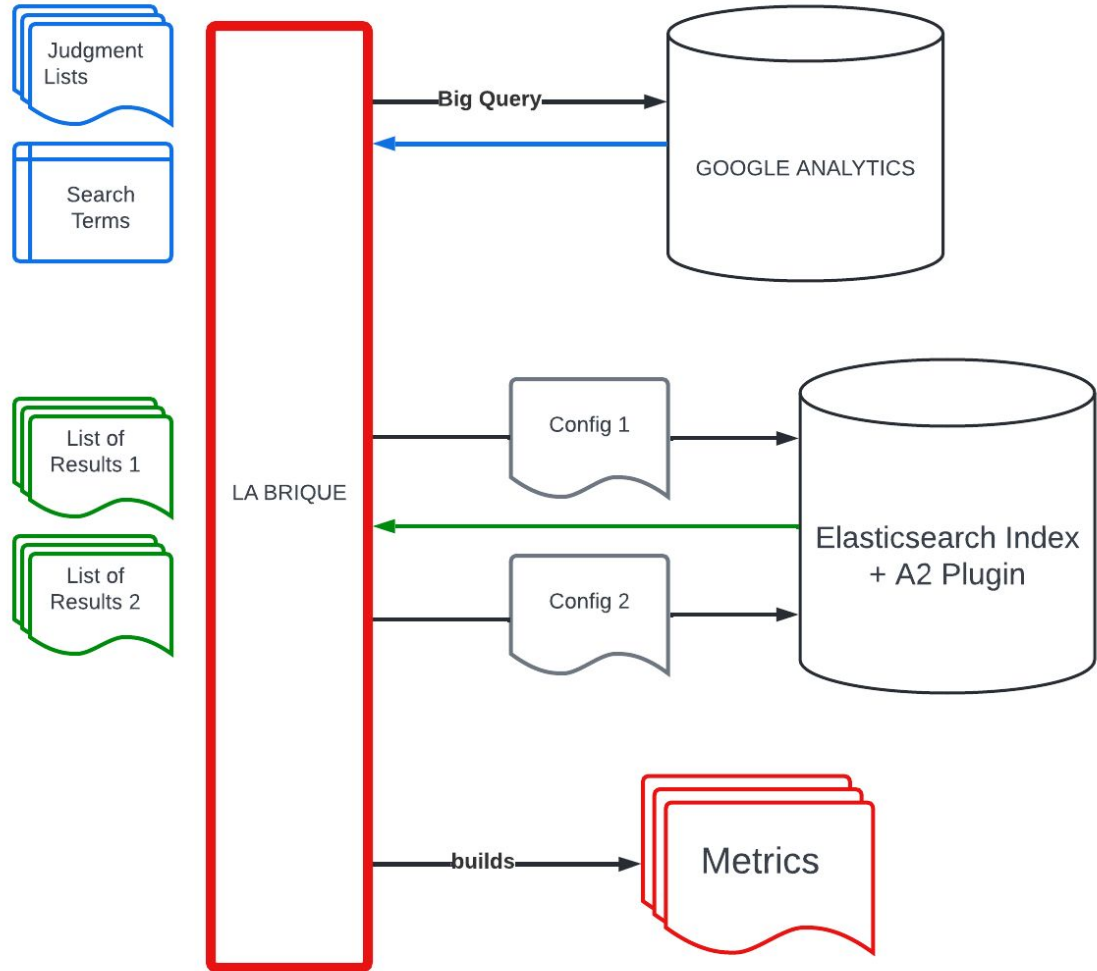 Judgment
Lists
Big Query
GOOGLE ANALYTICS
Search
Terms
List of
Results 1
LA BRIQUE
Config 1
Elasticsearch Index
+ A2 Plugin
List of
Results 2
Config 2
builds
Metrics